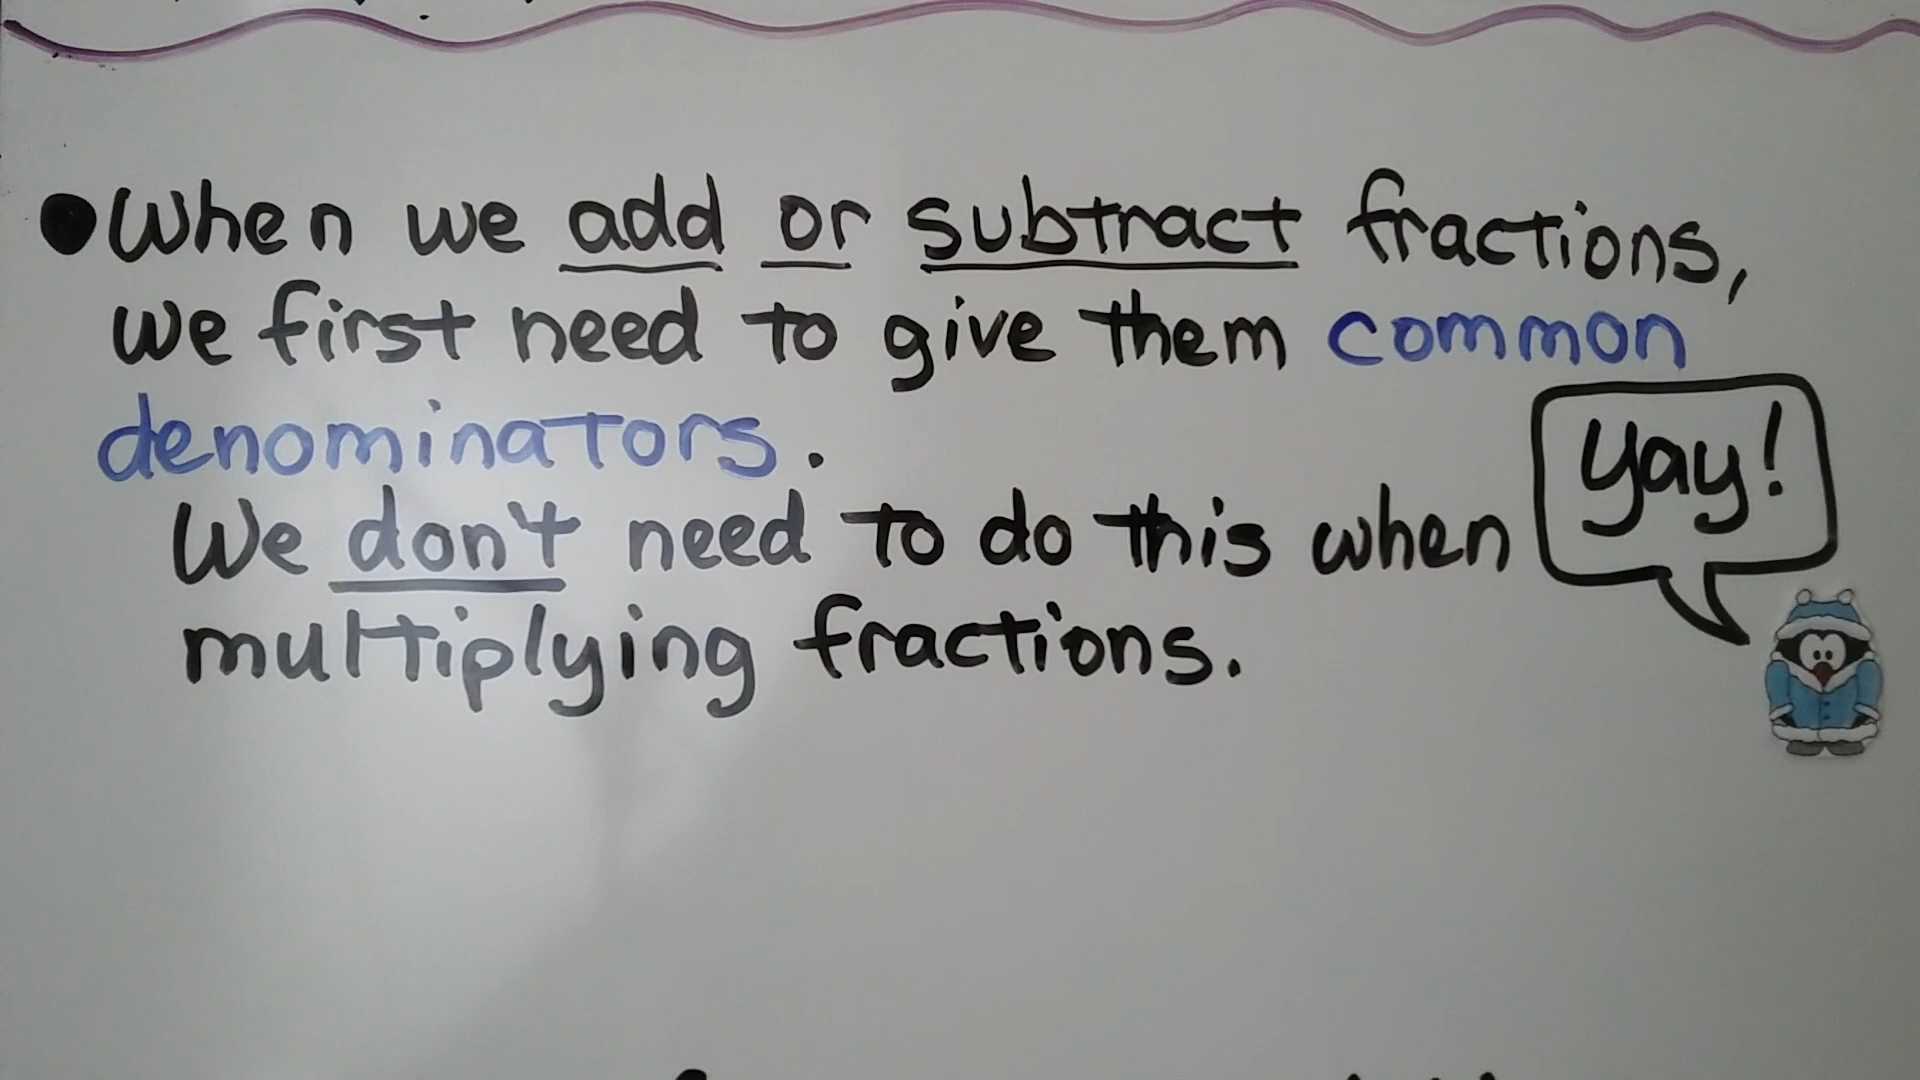 ●When we add or subtract fractions,
we first need to give them common
denominators.
We don't need to do this when
multiplying fractions.
Yay!